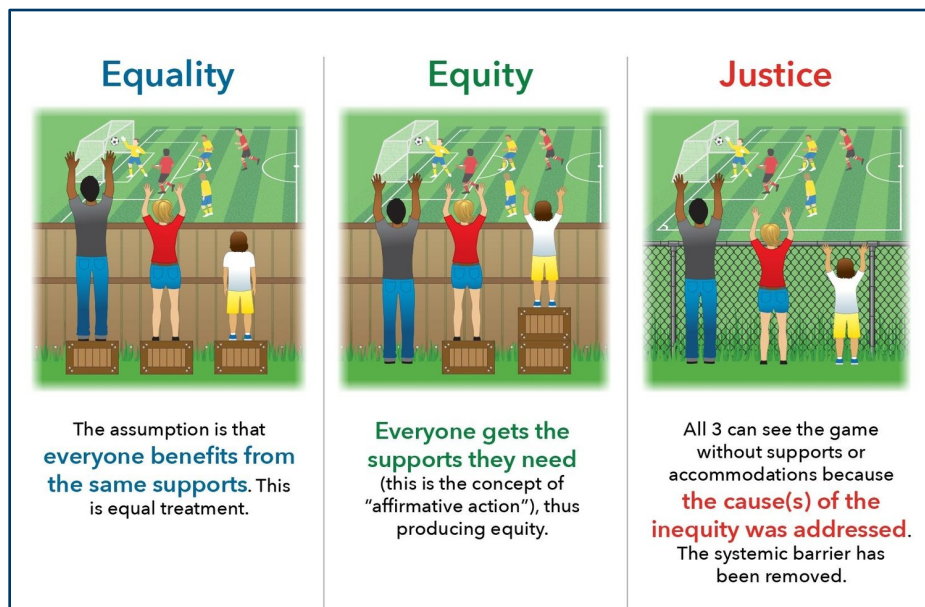 Equality
The assumption is that
everyone benefits from
the same supports. This
is equal treatment.
Equity
Everyone gets the
supports they need
(this is the concept of
“affirmative action”), thus
producing equity.
Justice
All 3 can see the game
without supports or
accommodations because
the cause(s) of the
inequity was addressed.
The systemic barrier has
been removed.